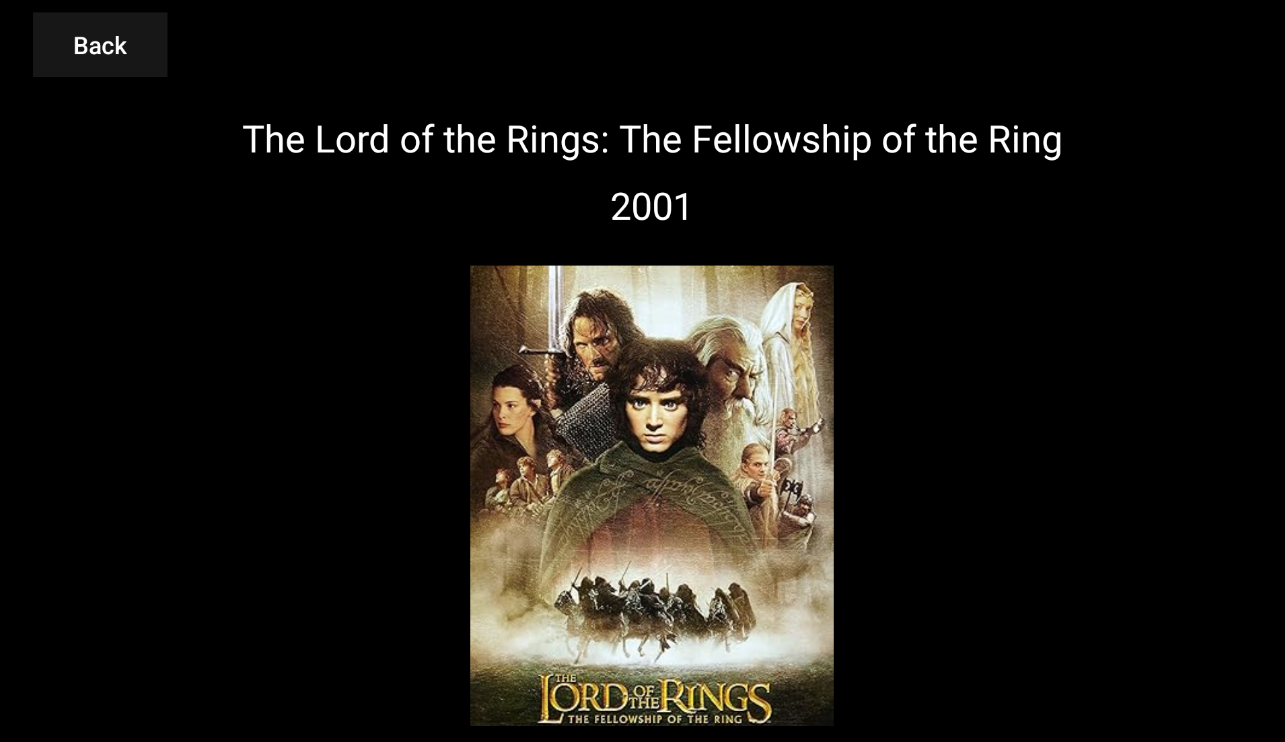 Back
The Lord of the Rings: The Fellowship of the Ring
2001
THE
LORD OF THE RINGS
THE FELLOWSHIP OF THE RING